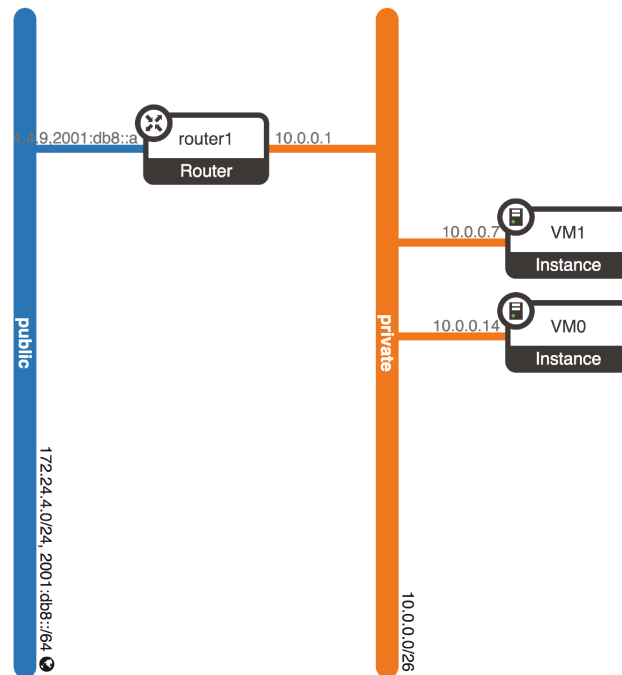 4.4.9,2001:db8::a
router1
Router
10.0.0.1
10.0.0.7
VM1
Instance
10.0.0.14
VM0
Instance
public
private
172.24.4.0/24, 2001:db8::/64
10.0.0.0/26